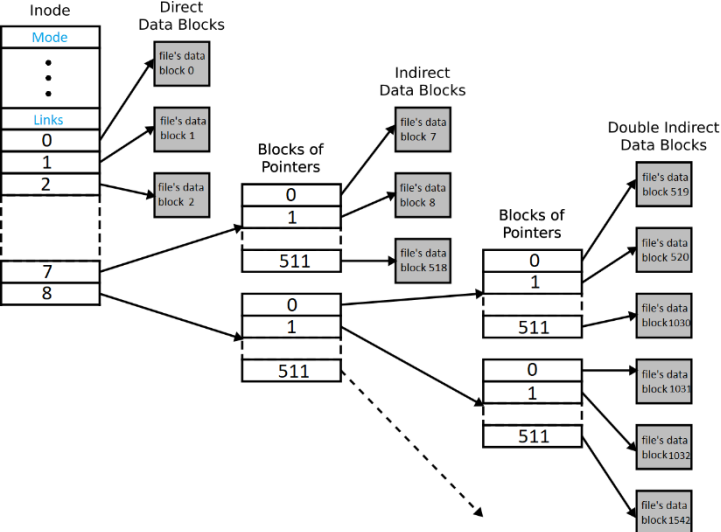 Inode
Mode
Links
0
1
2
7
8
Direct
Data Blocks
file's data
block 0
file's data
block 1
file's data
block 2
Blocks of
Pointers
0
1
511
0
1
511
Indirect
Data Blocks
file's data
block 7
file's data
block 8
file's data
block 518
Blocks of
Pointers
0
1
511
0
1
511
Double Indirect
Data Blocks
file's data
block 519
file's data
block 520
file's data
block1030
file's data
block 1031
file's data
block1032
file's data
block1542